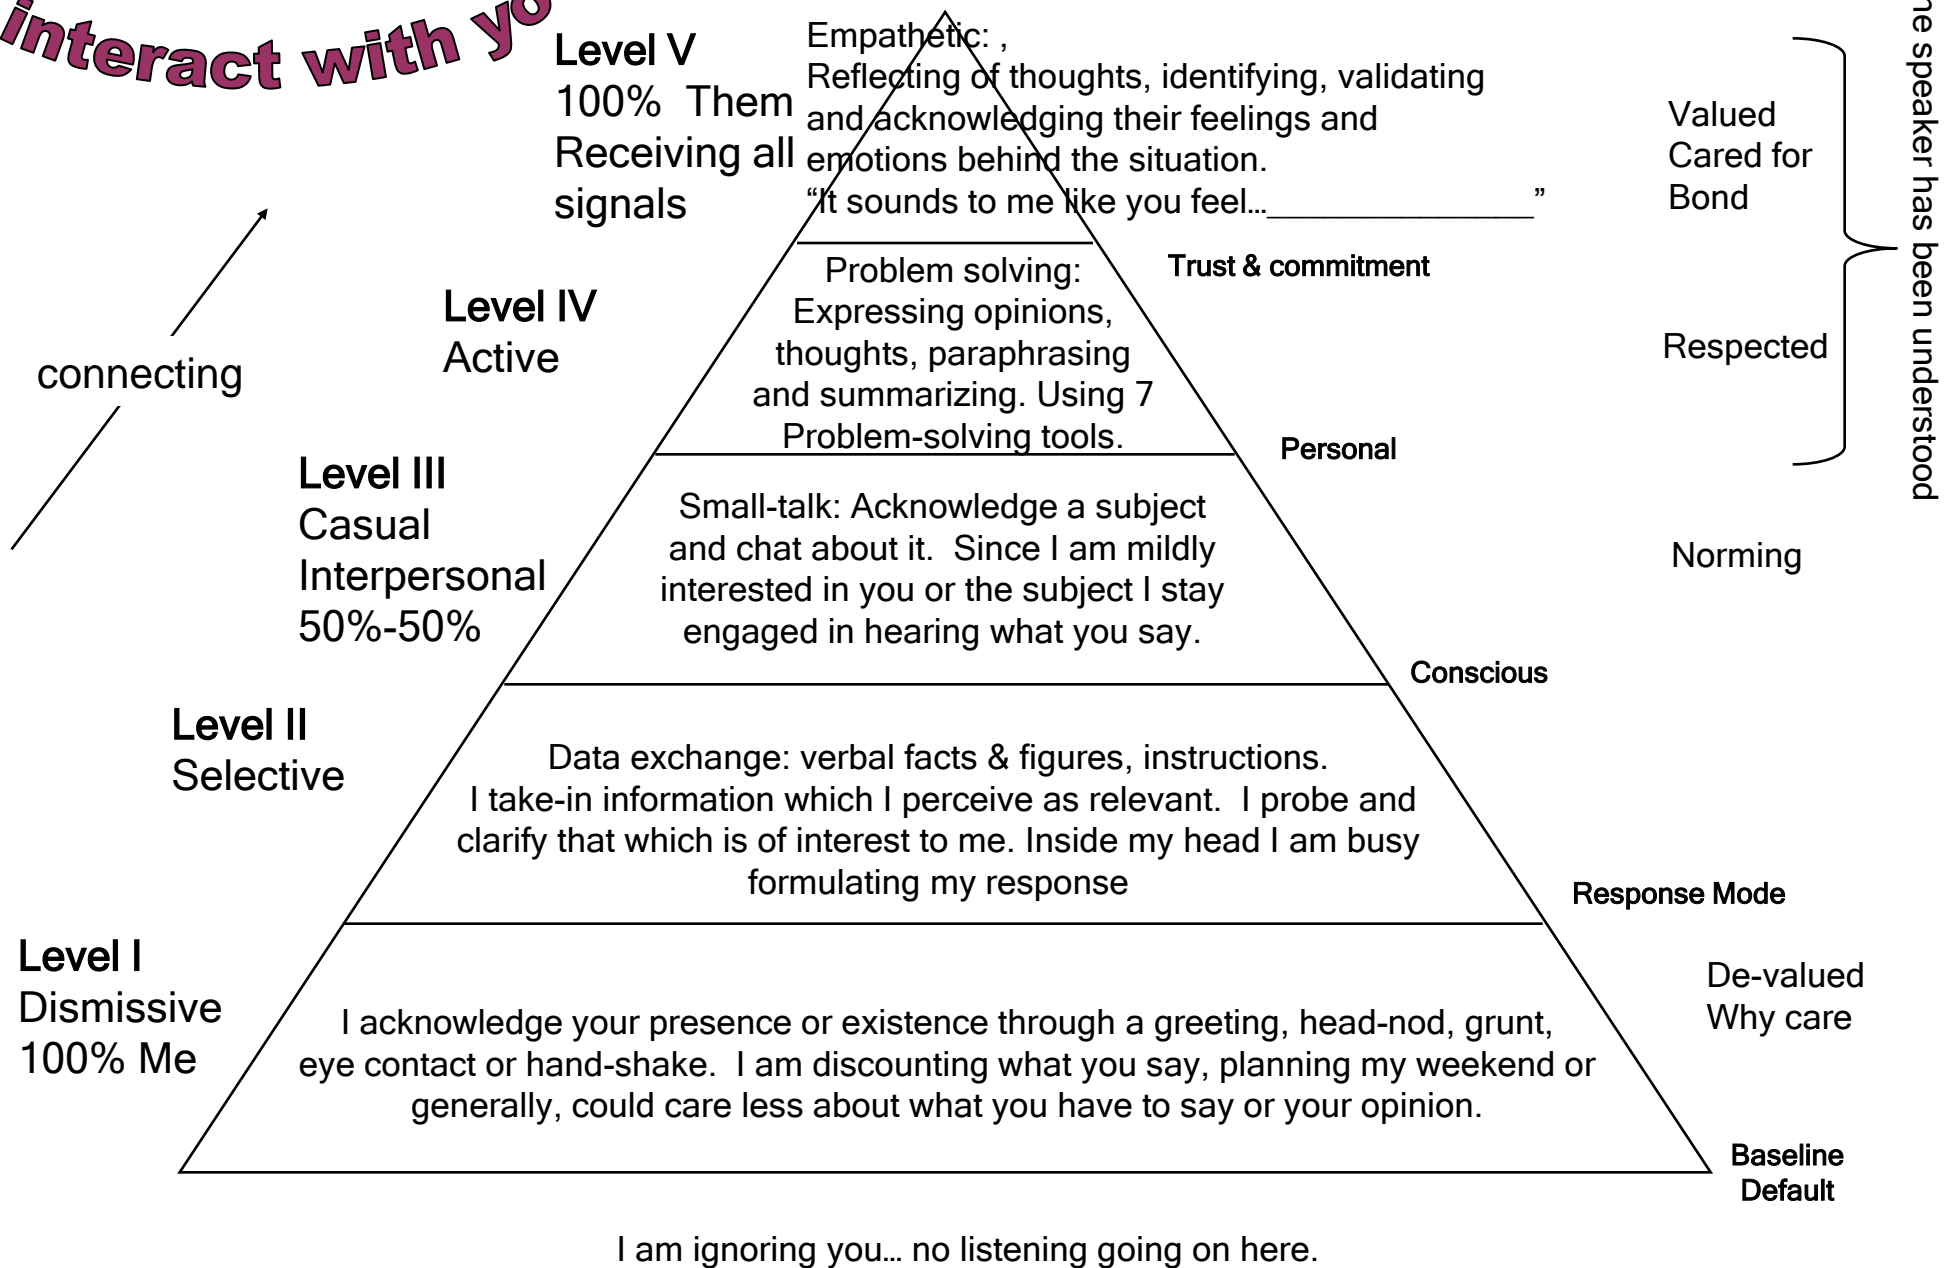 interact with yo
Level V
100% Them
Receiving all
signals
Empathetic: ,
Reflecting of thoughts, identifying, validating
and acknowledging their feelings and
emotions behind the situation.
“It sounds to me like you feel…______________”
Valued
Cared for
Bond
he speaker has been understood
Trust & commitment
Level IV
Active
Problem solving:
Expressing opinions,
thoughts, paraphrasing
and summarizing. Using 7
Problem-solving tools.
Respected
connecting
Personal
Level III
Casual
Interpersonal
50%-50%
Small-talk: Acknowledge a subject
and chat about it. Since I am mildly
interested in you or the subject I stay
engaged in hearing what you say.
Norming
Conscious
Level II
Selective
Data exchange: verbal facts & figures, instructions.
I take-in information which I perceive as relevant. I probe and
clarify that which is of interest to me. Inside my head I am busy
formulating my response
Response Mode
Level I
Dismissive
100% Me
I acknowledge your presence or existence through a greeting, head-nod, grunt,
eye contact or hand-shake. I am discounting what you say, planning my weekend or
generally, could care less about what you have to say or your opinion.
De-valued
Why care
Baseline
Default
I am ignoring you… no listening going on here.